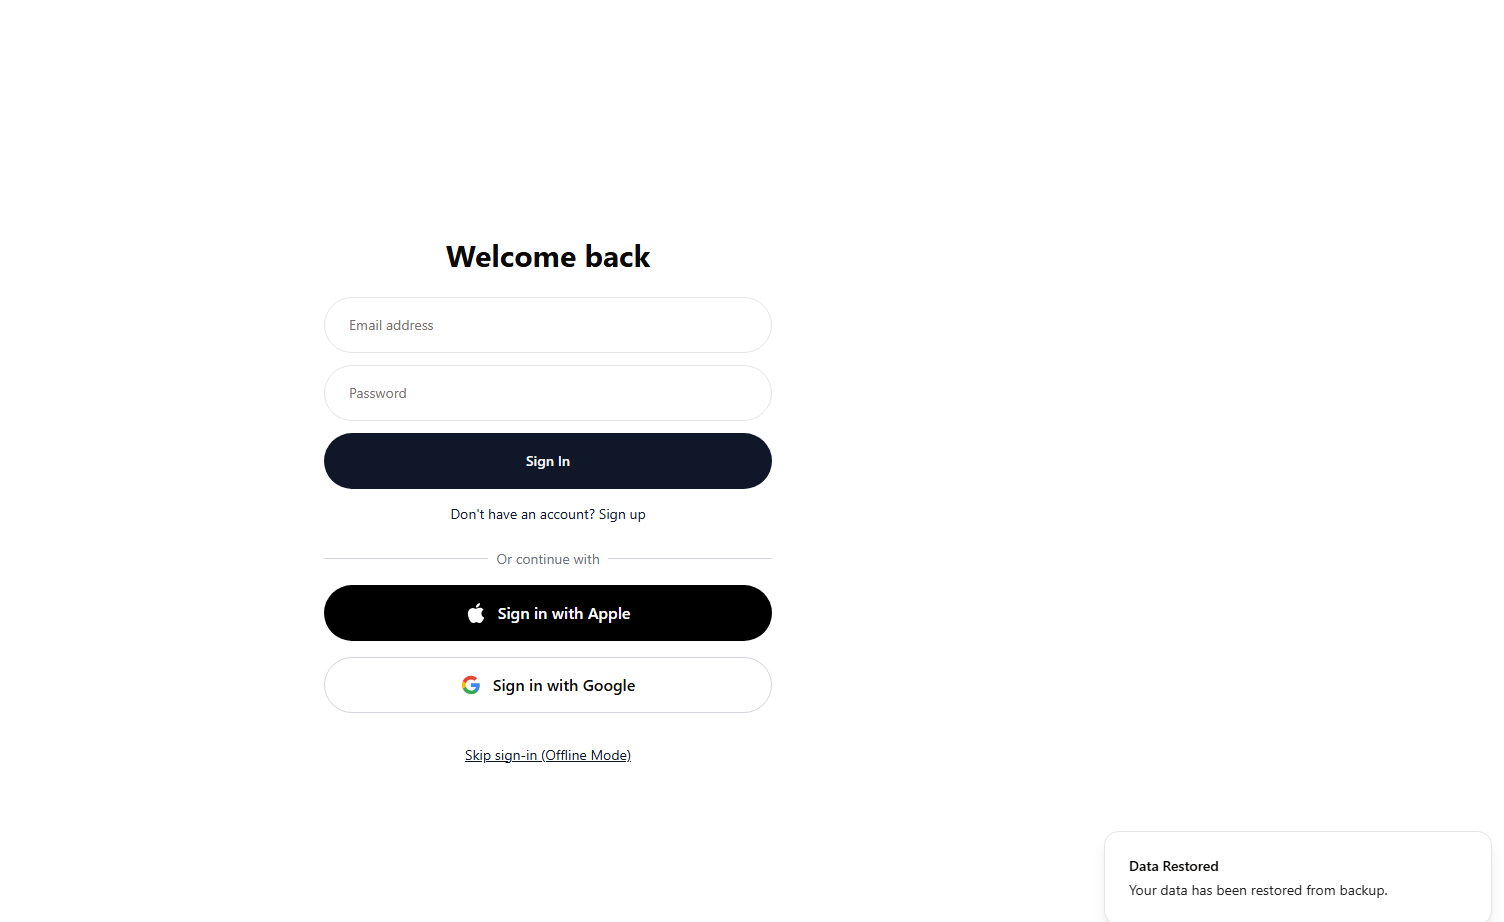 Welcome back
Email address
Password
Sign In
Don't have an account? Sign up
Or continue with
Sign in with Apple
Sign in with Google
Skip sign-in (Offline Mode)
Data Restored
Your data has been restored from backup.